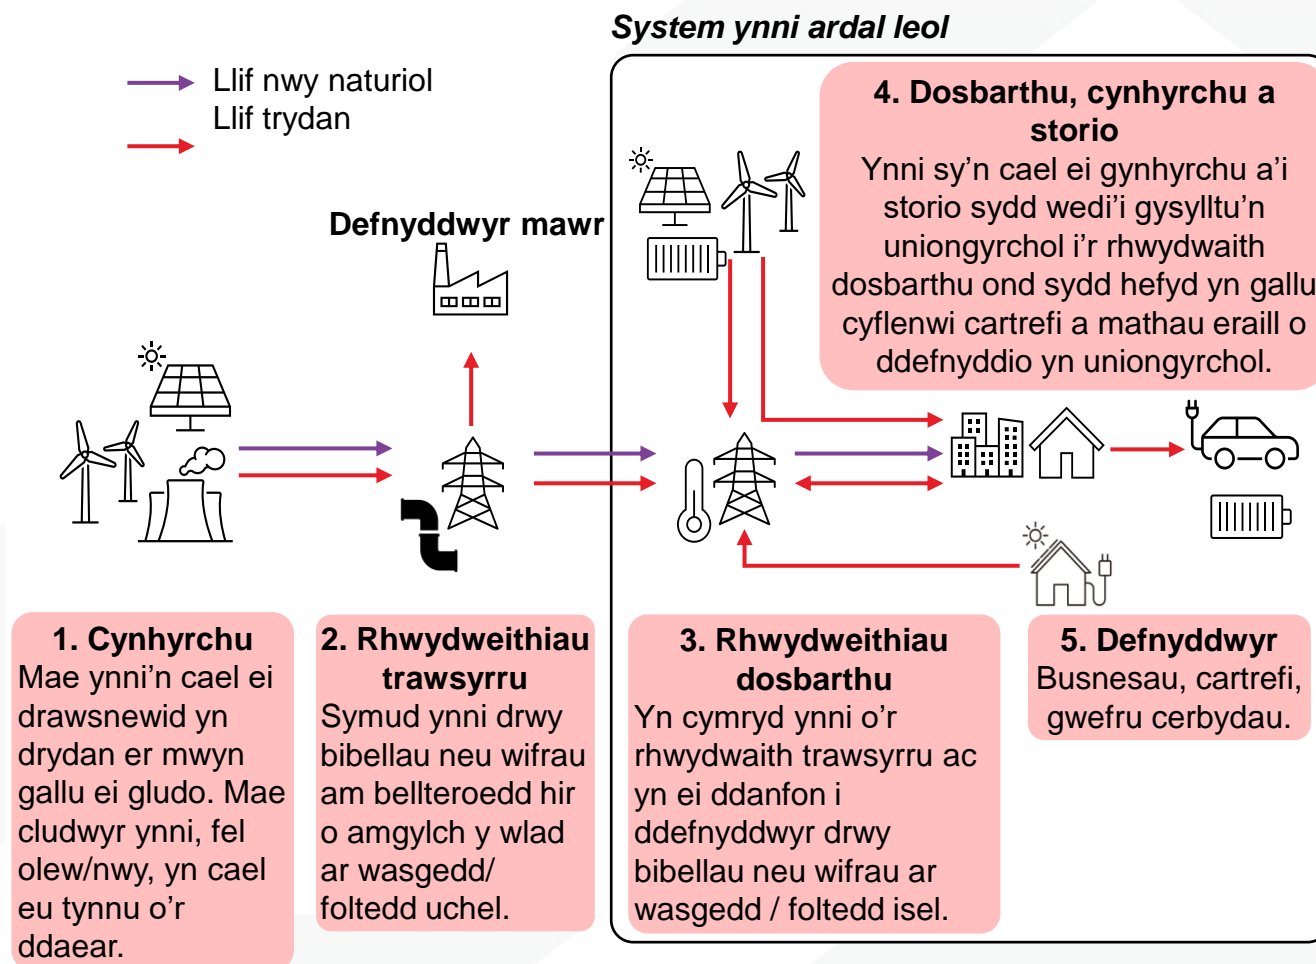 System ynni ardal leol
Llif nwy naturiol
Llif trydan
Defnyddwyr mawr
4. Dosbarthu, cynhyrchu a
storio
Ynni sy'n cael ei gynhyrchu a'i
storio sydd wedi'i gysylltu'n
uniongyrchol i'r rhwydwaith
dosbarthu ond sydd hefyd yn gallu
cyflenwi cartrefi a mathau eraill o
ddefnyddio yn uniongyrchol.
1. Cynhyrchu
Mae ynni'n cael ei
drawsnewid yn
drydan er mwyn
gallu ei gludo. Mae
cludwyr ynni, fel
olew/nwy, yn cael
eu tynnu o'r
ddaear.
2. Rhwydweithiau
trawsyrru
Symud ynni drwy
bibellau neu wifrau
am bellteroedd hir
o amgylch y wlad
ar wasgedd/
foltedd uchel.
3. Rhwydweithiau
dosbarthu
Yn cymryd ynni o'r
rhwydwaith trawsyrru ac
yn ei ddanfon i
ddefnyddwyr drwy
bibellau neu wifrau ar
wasgedd / foltedd isel.
5. Defnyddwyr
Busnesau, cartrefi,
gwefru cerbydau.